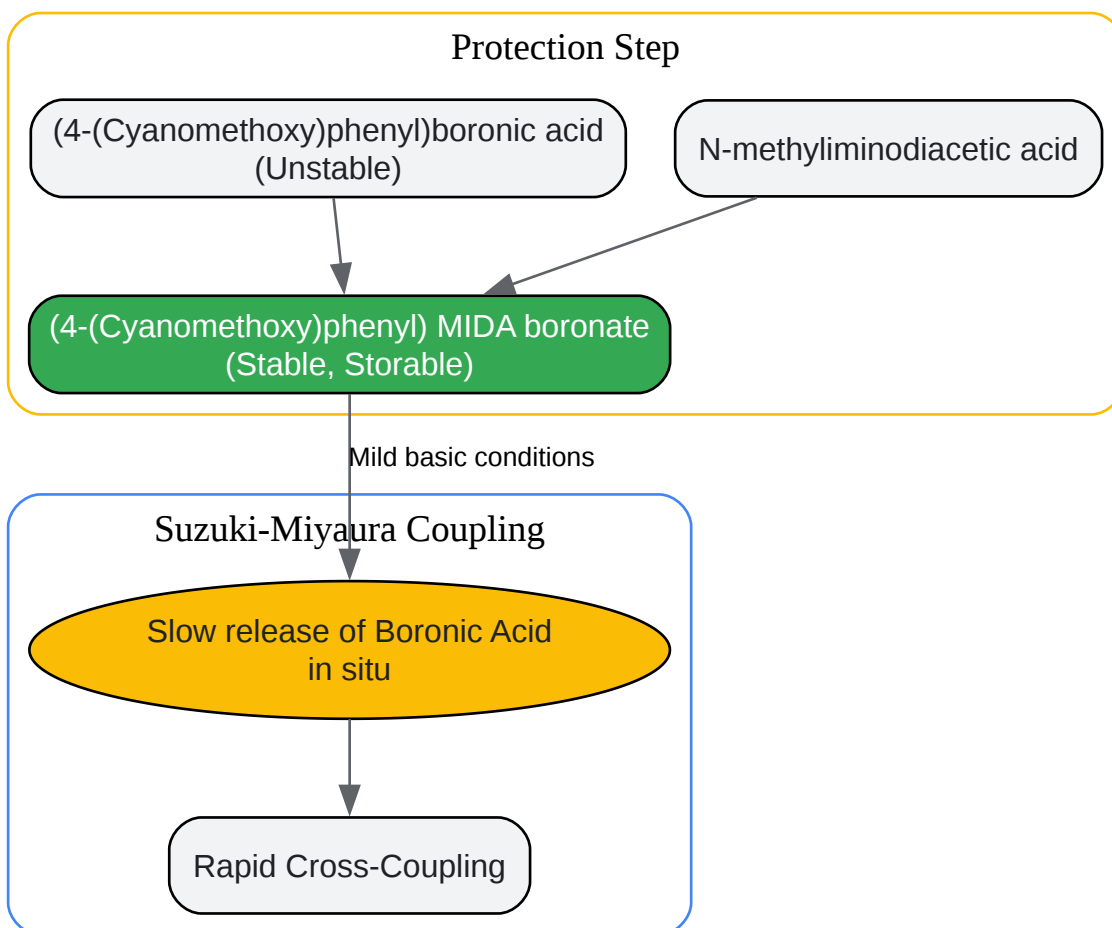 Protection Step
(4-(Cyanomethoxy)phenyl)boronic acid
(Unstable)
N-methyliminodiacetic acid
(4-(Cyanomethoxy)phenyl) MIDA boronate
(Stable, Storable)
Mild basic conditions
Suzuki-Miyaura Coupling
Slow release of Boronic Acid
in situ
Rapid Cross-Coupling